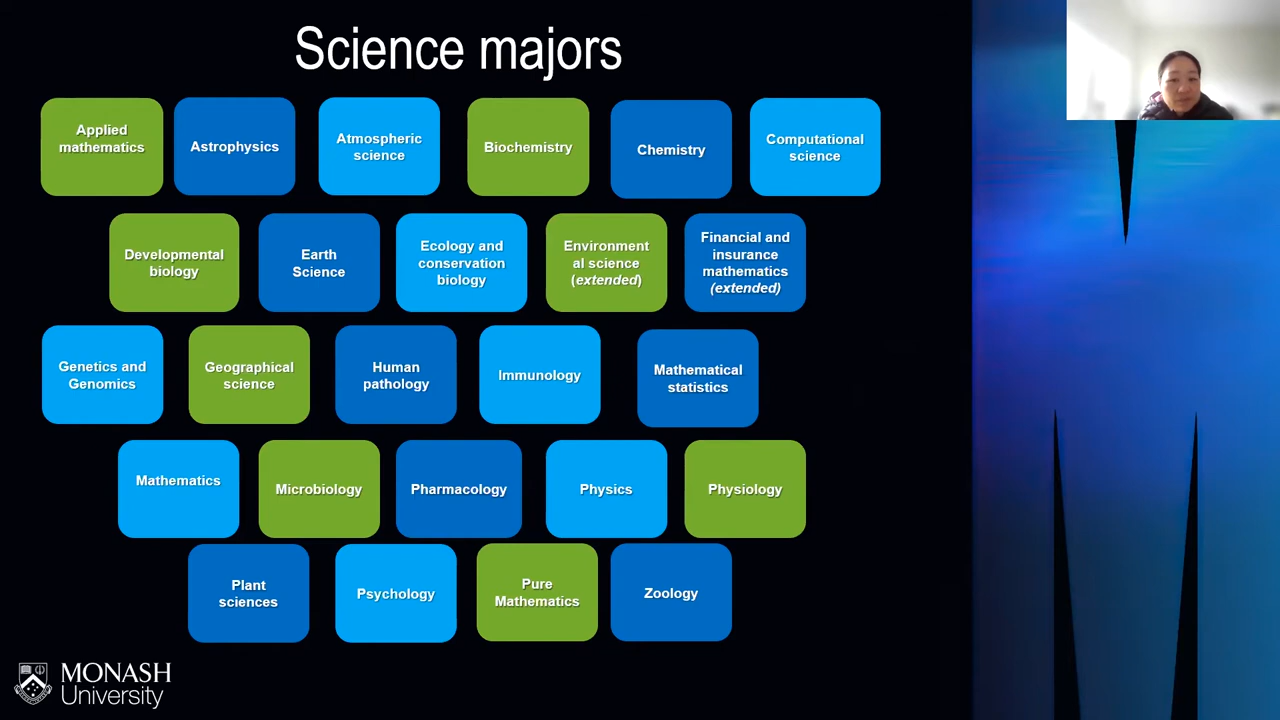 Science majors
Applied
mathematics
Astrophysics
Atmospheric
science
Biochemistry
Chemistry
Computational
science
Developmental
biology
Earth
Science
Ecology and
conservation
biology
Environment
al science
(extended)
Financial and
insurance
mathematics
(extended)
Genetics and
Genomics
Geographical
science
Human
pathology
Immunology
Mathematical
statistics
Mathematics
Microbiology
Pharmacology
Physics
Physiology
Plant
sciences
Psychology
Pure
Mathematics
Zoology
MONASH
University